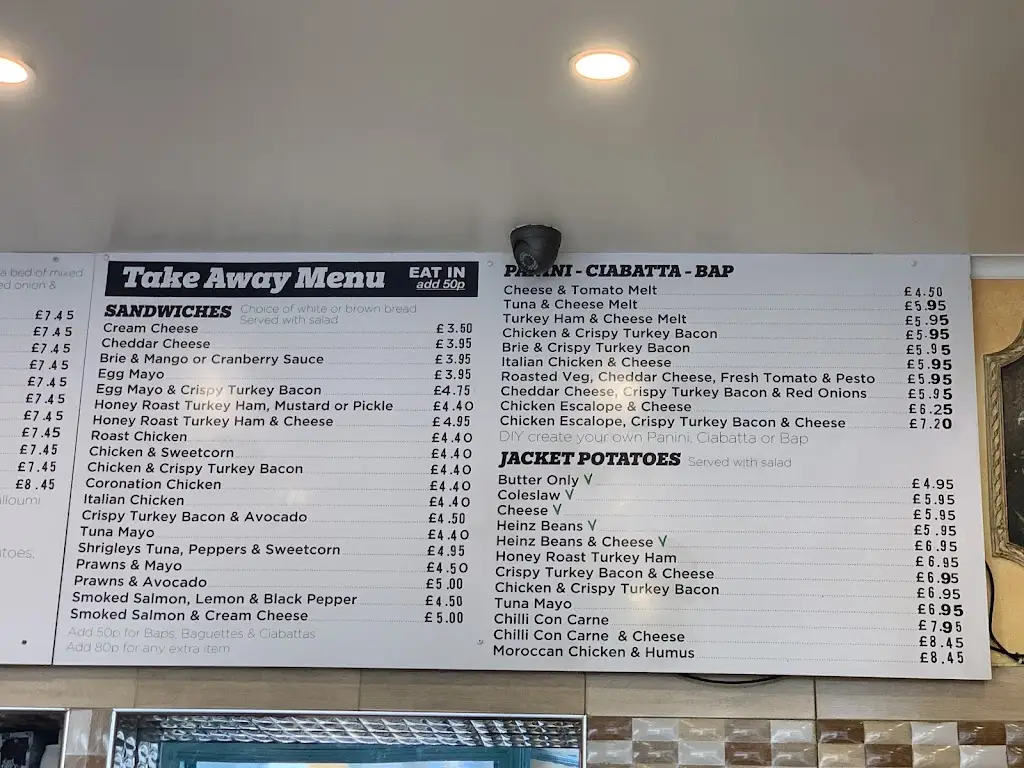 a bed of mixed
ed onion &
£7.45
£7.45
£7.45
£7.45
£7.45
£7.45
£7.45
£7.45
£7.45
£7.45
£8.45
lloumi
toes,
Take Away Menu EAT IN
add 50p
SANDWICHES Choice of white or brown bread
Served with salad
Cream Cheese £3.50
Cheddar Cheese £3.95
Brie & Mango or Cranberry Sauce £3.95
Egg Mayo £3.95
Egg Mayo & Crispy Turkey Bacon £4.75
Honey Roast Turkey Ham, Mustard or Pickle £4.40
Honey Roast Turkey Ham & Cheese £4.95
Roast Chicken £4.40
Chicken & Sweetcorn £4.40
Chicken & Crispy Turkey Bacon £4.40
Coronation Chicken £4.40
Italian Chicken £4.40
Crispy Turkey Bacon & Avocado £4.50
Tuna Mayo £4.40
Shrigleys Tuna, Peppers & Sweetcorn £4.95
Prawns & Mayo £4.50
Prawns & Avocado £5.00
Smoked Salmon, Lemon & Black Pepper £4.50
Smoked Salmon & Cream Cheese £5.00
Add 50p for Baps, Baguettes & Ciabattas
Add 80p for any extra item
PANINI - CIABATTA - BAP
Cheese & Tomato Melt £4.50
Tuna & Cheese Melt £5.95
Turkey Ham & Cheese Melt £5.95
Chicken & Crispy Turkey Bacon £5.95
Brie & Crispy Turkey Bacon £5.95
Italian Chicken & Cheese £5.95
Roasted Veg, Cheddar Cheese, Fresh Tomato & Pesto £5.95
Cheddar Cheese, Crispy Turkey Bacon & Red Onions £5.95
Chicken Escalope & Cheese £6.25
Chicken Escalope, Crispy Turkey Bacon & Cheese £7.20
DIY create your own Panini, Ciabatta or Bap
JACKET POTATOES Served with salad
Butter Only V £4.95
Coleslaw V £5.95
Cheese V £5.95
Heinz Beans V £5.95
Heinz Beans & Cheese V £6.95
Honey Roast Turkey Ham £6.95
Crispy Turkey Bacon & Cheese £6.95
Chicken & Crispy Turkey Bacon £6.95
Tuna Mayo £6.95
Chilli Con Carne £7.95
Chilli Con Carne & Cheese £8.45
Moroccan Chicken & Humus £8.45